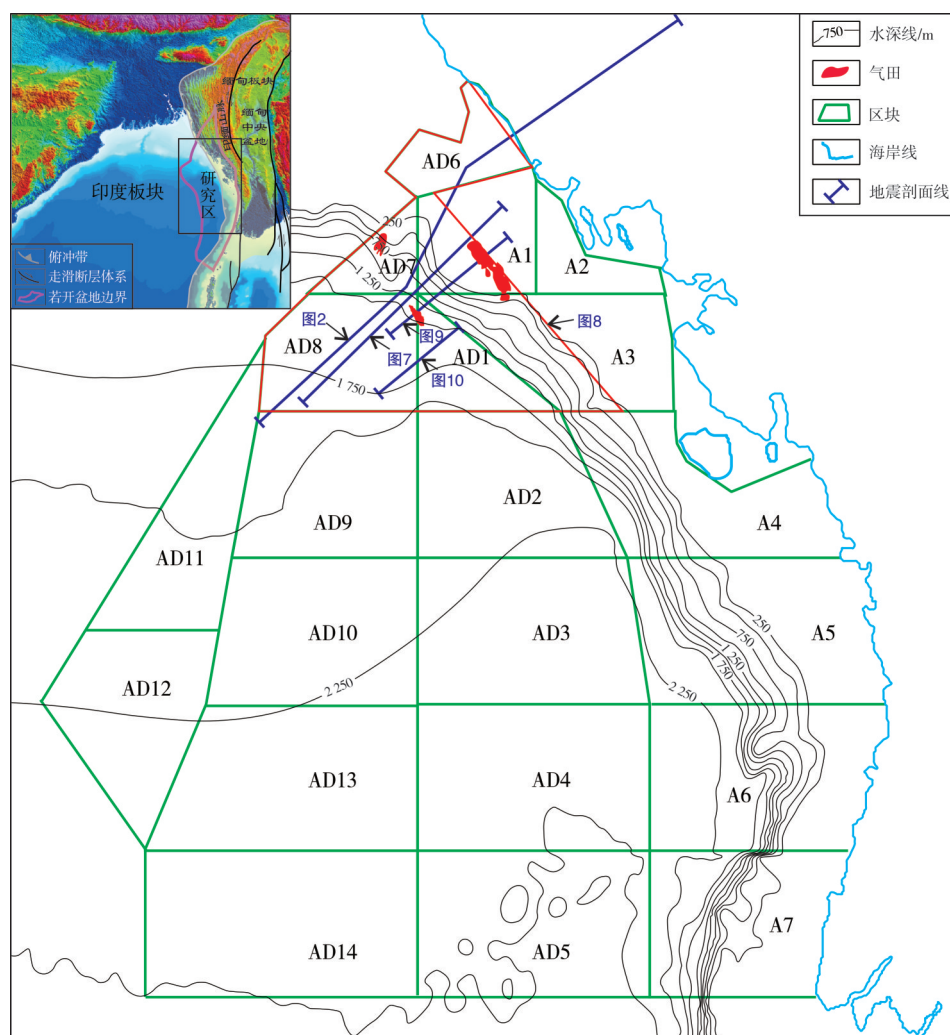 缅甸板块
缅甸
中央
盆地
印度板块
研
究
区
俯冲带
走滑断层体系
若开盆地边界
750
水深线/m
气田
区块
海岸线
地震剖面线
AD6
250
750
1 250
AD7
A1
A2
图2
AD8
图7
图9
AD1
图10
图8
A3
1 750
AD9
AD2
A4
AD11
AD10
AD3
A5
250
750
1 250
1 750
AD12
2 250
2 250
AD13
AD4
A6
AD14
AD5
A7